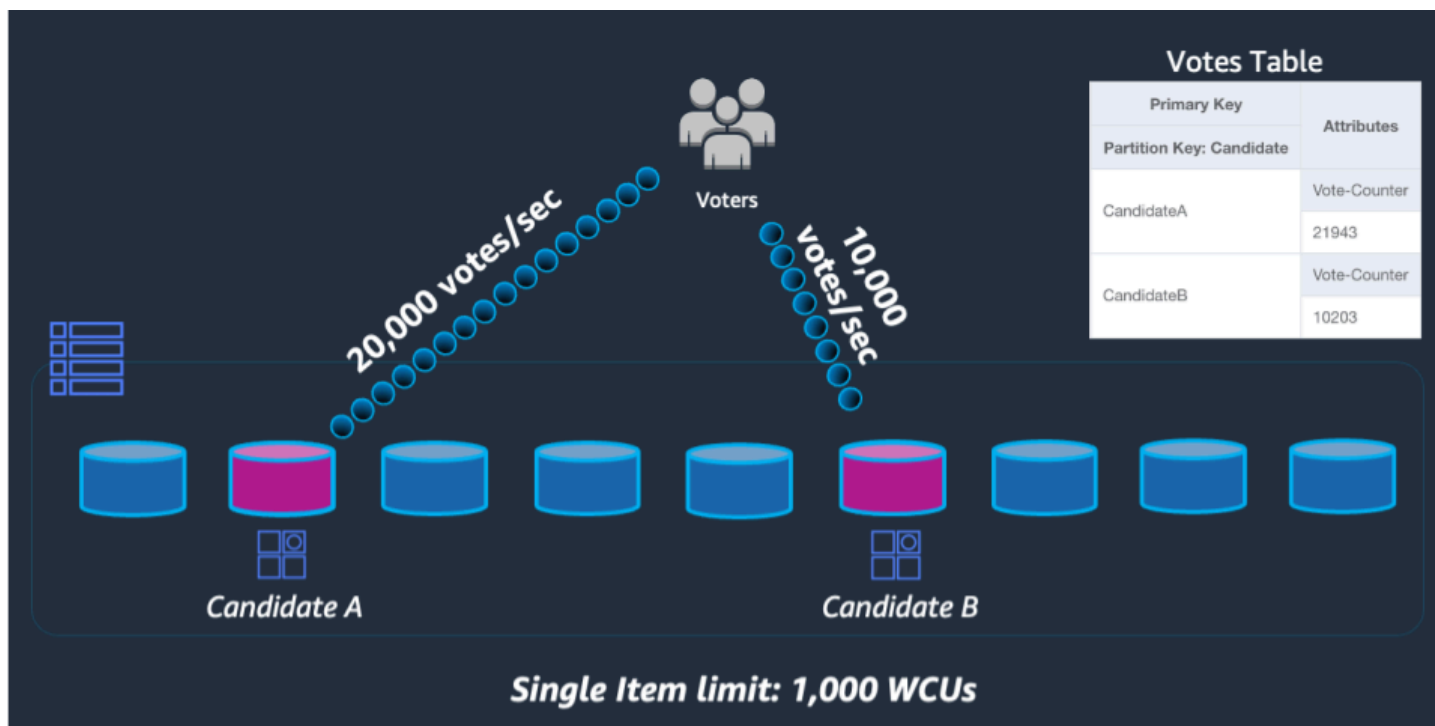 Votes Table
Primary Key
Attributes
Partition Key: Candidate
CandidateA
Vote-Counter
21943
CandidateB
Vote-Counter
10203
Voters
20,000 votes/sec
10,000
votes/sec
Candidate A
Candidate B
Single Item limit: 1,000 WCUs